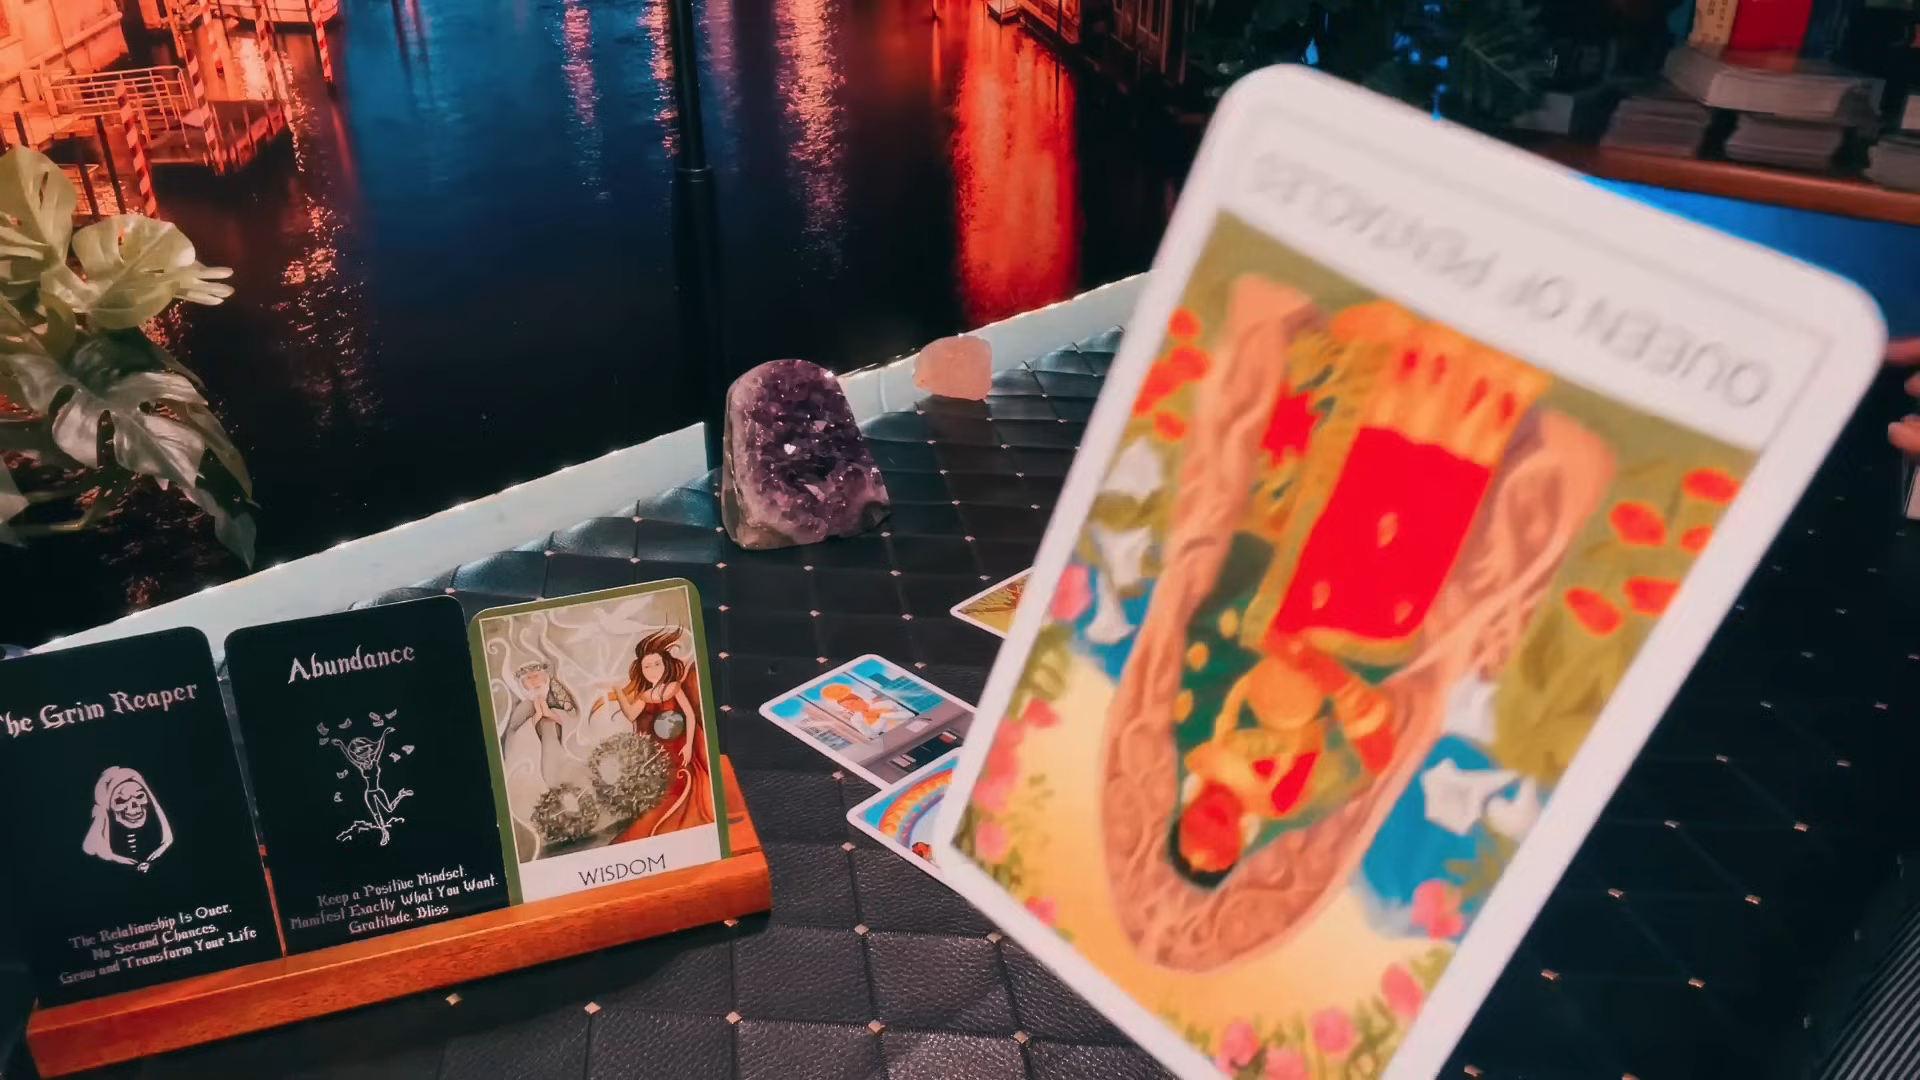 The Grim Reaper
The Relationship Is Over.
No Second Chances.
Grow and Transform Your Life
Abundance
Keep a Positive Mindset.
Manifest Exactly What You Want.
Gratitude, Bliss
WISDOM
QUEEN OF PENTACLES